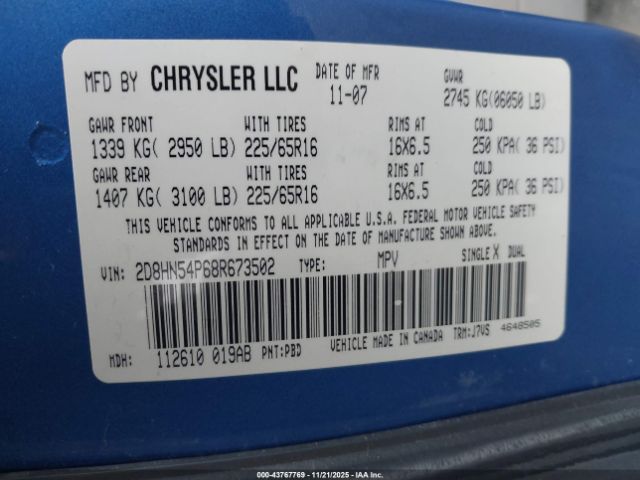 MFD BY CHRYSLER LLC DATE OF MFR GVWR
11-07 2745 KG(06050 LB)
GAWR FRONT WITH TIRES RIMS AT COLD
1339 KG( 2950 LB) 225/65R16 16X6.5 250 KPA( 36 PSI)
GAWR REAR WITH TIRES RIMS AT COLD
1407 KG( 3100 LB) 225/65R16 16X6.5 250 KPA( 36 PSI)
THIS VEHICLE CONFORMS TO ALL APPLICABLE U.S.A. FEDERAL MOTOR VEHICLE SAFETY
STANDARDS IN EFFECT ON THE DATE OF MANUFACTURE SHOWN ABOVE.
VIN: 2D8HN54P68R673502 TYPE: MPV SINGLE X DUAL
MDH: 112610 019AB PNT:PBD VEHICLE MADE IN CANADA TRM:J7VS 4648505
© 43767769 - 11/21/2025 - IAA, Inc.